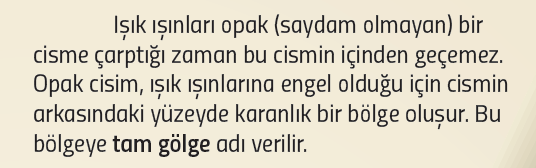 Işık ışınları opak (saydam olmayan) bir
cisme çarptığı zaman bu cismin içinden geçemez.
Opak cisim, ışık ışınlarına engel olduğu için cismin
arkasındaki yüzeyde karanlık bir bölge oluşur. Bu
bölgeye tam gölge adı verilir.